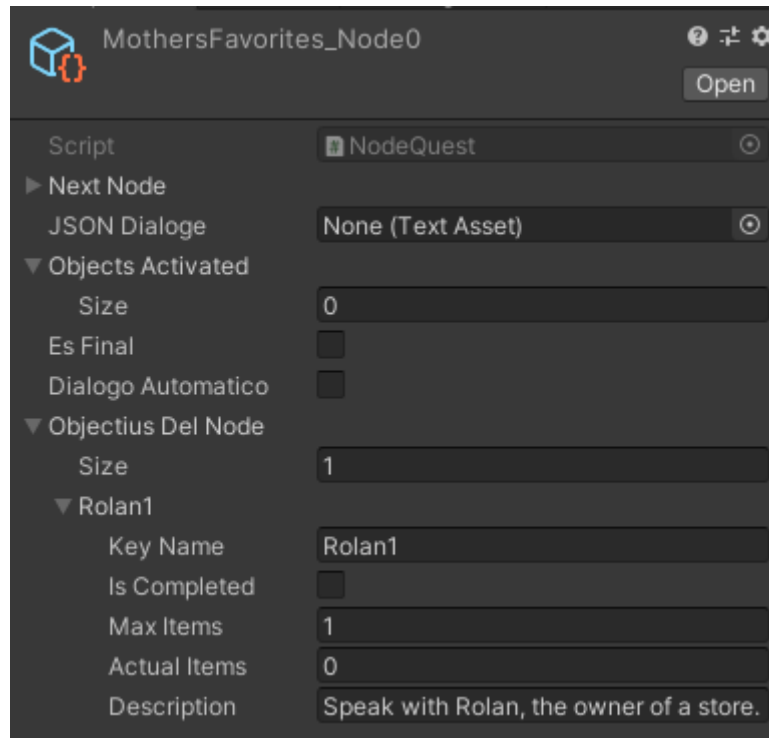 MothersFavorites_Node0
Open
Script NodeQuest
Next Node
JSON Dialoge None (Text Asset)
Objects Activated
Size 0
Es Final
Dialogo Automatico
Objectius Del Node
Size 1
Rolan1
Key Name Rolan1
Is Completed
Max Items 1
Actual Items 0
Description Speak with Rolan, the owner of a store.